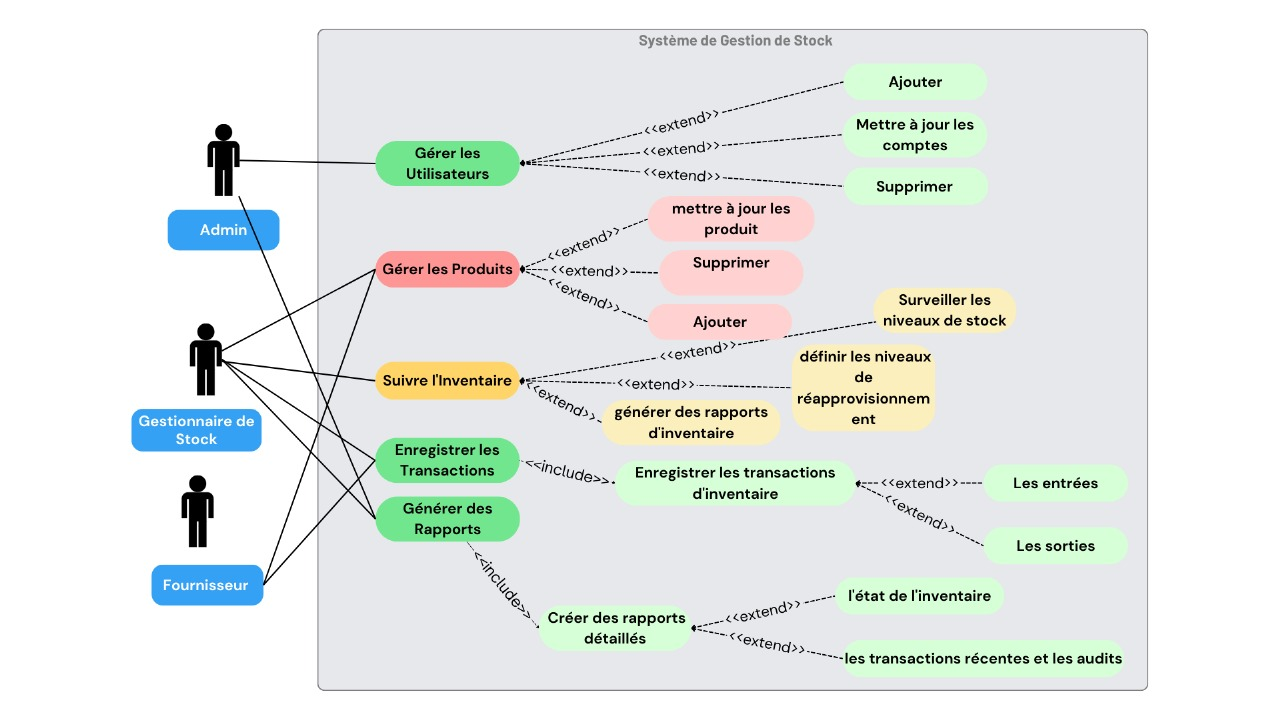 Système de Gestion de Stock
Ajouter
<<extend>>
Mettre à jour les
comptes
<<extend>>
Gérer les
Utilisateurs
<<extend>>
Supprimer
Admin
mettre à jour les
produit
<<extend>>
Gérer les Produits
<<extend>>
Supprimer
<<extend>>
Ajouter
Surveiller les
niveaux de stock
<<extend>>
Suivre l'Inventaire
<<extend>>
définir les niveaux
de
réapprovisionnem
ent
<<extend>>
générer des rapports
d'inventaire
Gestionnaire de
Stock
Enregistrer les
Transactions
<<include>>
Enregistrer les transactions
d'inventaire
<<extend>>
Les entrées
<<extend>>
Les sorties
Générer des
Rapports
<<include>>
Fournisseur
Créer des rapports
détaillés
<<extend>>
l'état de l'inventaire
<<extend>>
les transactions récentes et les audits